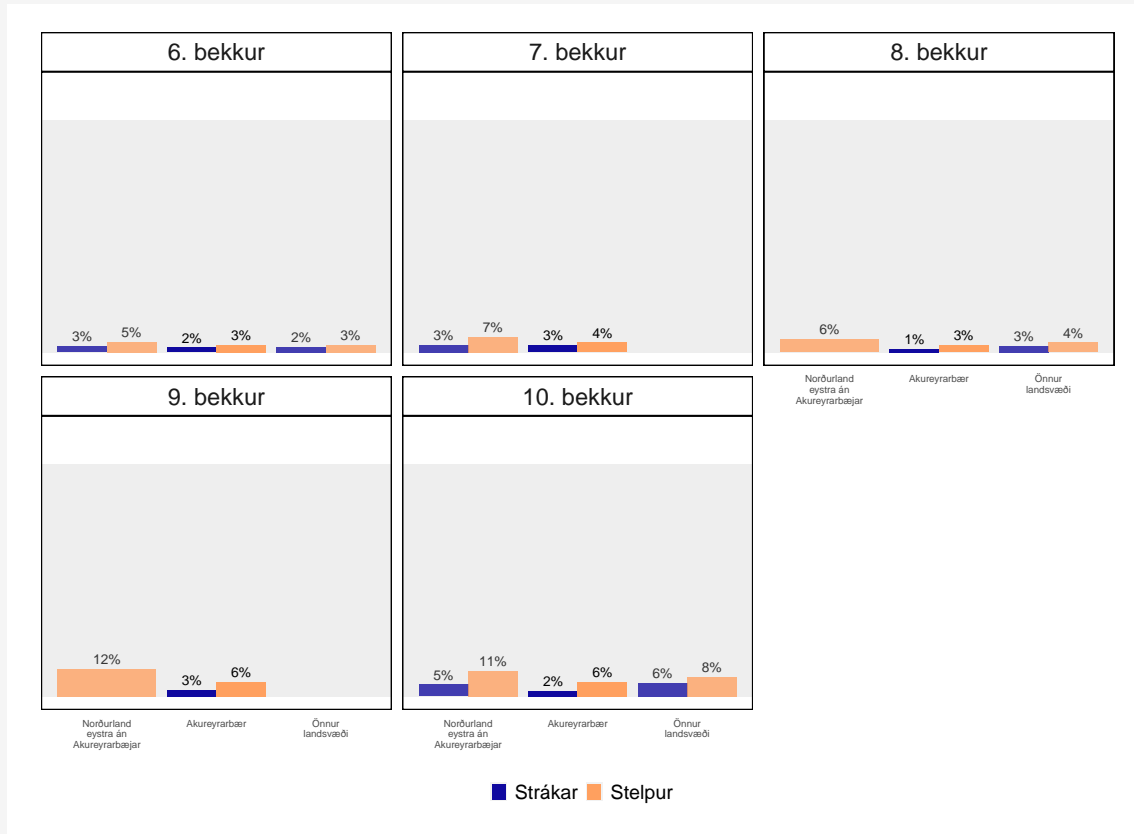 6. bekkur
7. bekkur
8. bekkur
3% 5% 2% 3% 2% 3%
3% 7% 3% 4%
6% 1% 3% 3% 4%
Norðurland
eystra án
Akureyrarbæjar
Akureyrarbær
Önnur
landsvæði
9. bekkur
10. bekkur
12% 3% 6%
5% 11% 2% 6% 6% 8%
Norðurland
eystra án
Akureyrarbæjar
Akureyrarbær
Önnur
landsvæði
Norðurland
eystra án
Akureyrarbæjar
Akureyrarbær
Önnur
landsvæði
Strákar Stelpur